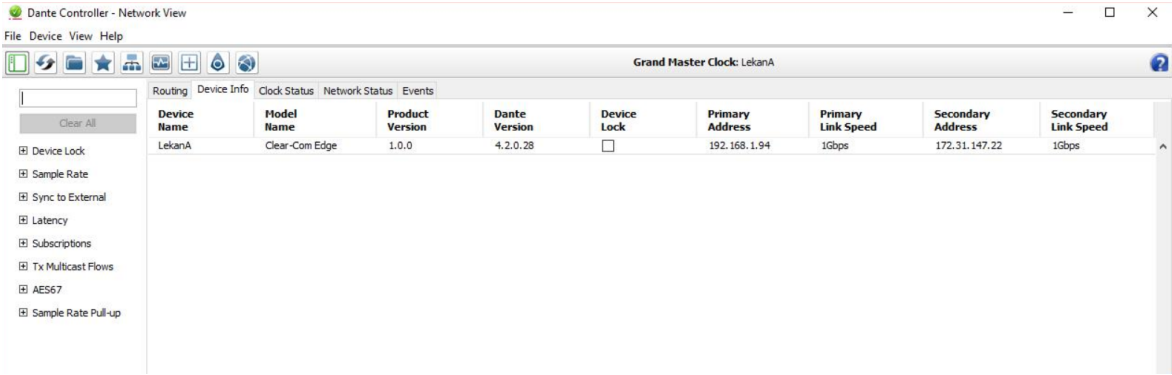 Dante Controller - Network View
File Device View Help
Grand Master Clock: LekanA
Clear All
Device Lock
Sample Rate
Sync to External
Latency
Subscriptions
Tx Multicast Flows
AES67
Sample Rate Pull-up
Routing Device Info Clock Status Network Status Events
Device Name Model Name Product Version Dante Version Device Lock Primary Address Primary Link Speed Secondary Address Secondary Link Speed
LekanA Clear-Com Edge 1.0.0 4.2.0.28 192.168.1.94 1Gbps 172.31.147.22 1Gbps